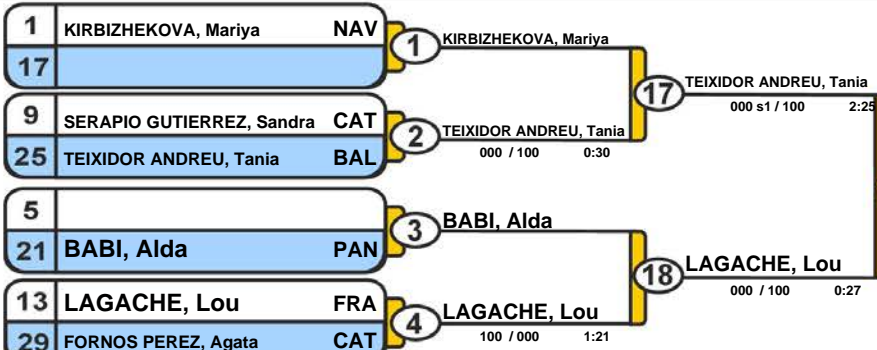 1 KIRBIZHEKOVA, Mariya NAV
17
1 KIRBIZHEKOVA, Mariya
9 SERAPIO GUTIERREZ, Sandra CAT
25 TEIXIDOR ANDREU, Tania BAL
2 TEIXIDOR ANDREU, Tania
000 / 100 0:30
17 TEIXIDOR ANDREU, Tania
000 s1 / 100 2:25
5
21 BABI, Alda PAN
3 BABI, Alda
13 LAGACHE, Lou FRA
29 FORNOS PEREZ, Agata CAT
4 LAGACHE, Lou
100 / 000 1:21
18 LAGACHE, Lou
000 / 100 0:27